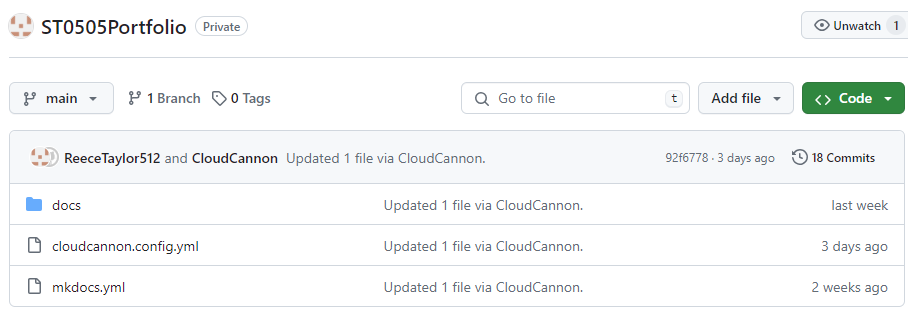 ST0505Portfolio Private Unwatch 1
main 1 Branch 0 Tags Go to file t Add file Code
ReeceTaylor512 and CloudCannon Updated 1 file via CloudCannon. 92f6778 · 3 days ago 18 Commits
docs Updated 1 file via CloudCannon. last week
cloudcannon.config.yml Updated 1 file via CloudCannon. 3 days ago
mkdocs.yml Updated 1 file via CloudCannon. 2 weeks ago